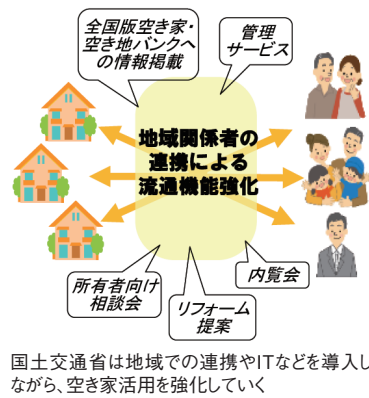 全国版空き家・
空き地バンクへ
の情報掲載
管理
サービス
地域関係者の
連携による
流通機能強化
所有者向け
相談会
リフォーム
提案
内覧会
国土交通省は地域での連携やITなどを導入し
ながら、空き家活用を強化していく